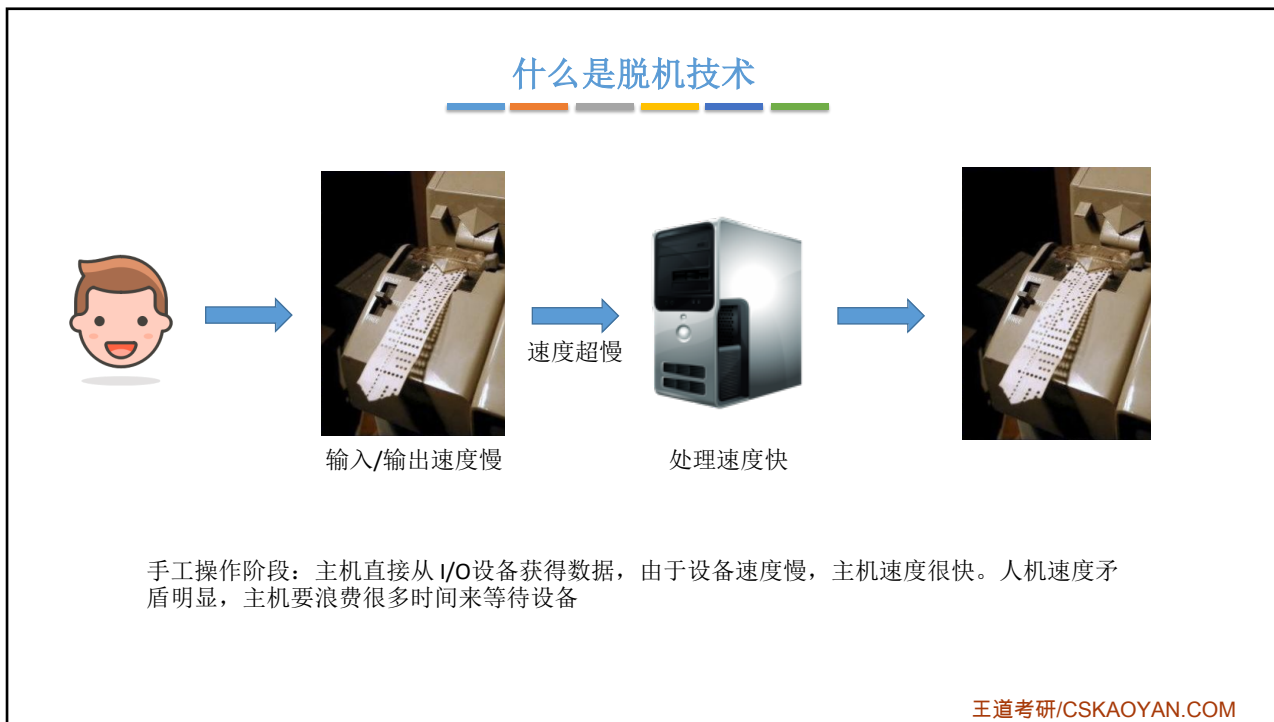 什么是脱机技术
速度超慢
输入/输出速度慢
处理速度快
手工操作阶段：主机直接从 I/O设备获得数据，由于设备速度慢，主机速度很快。人机速度矛
盾明显，主机要浪费很多时间来等待设备
王道考研/CSKAOYAN.COM